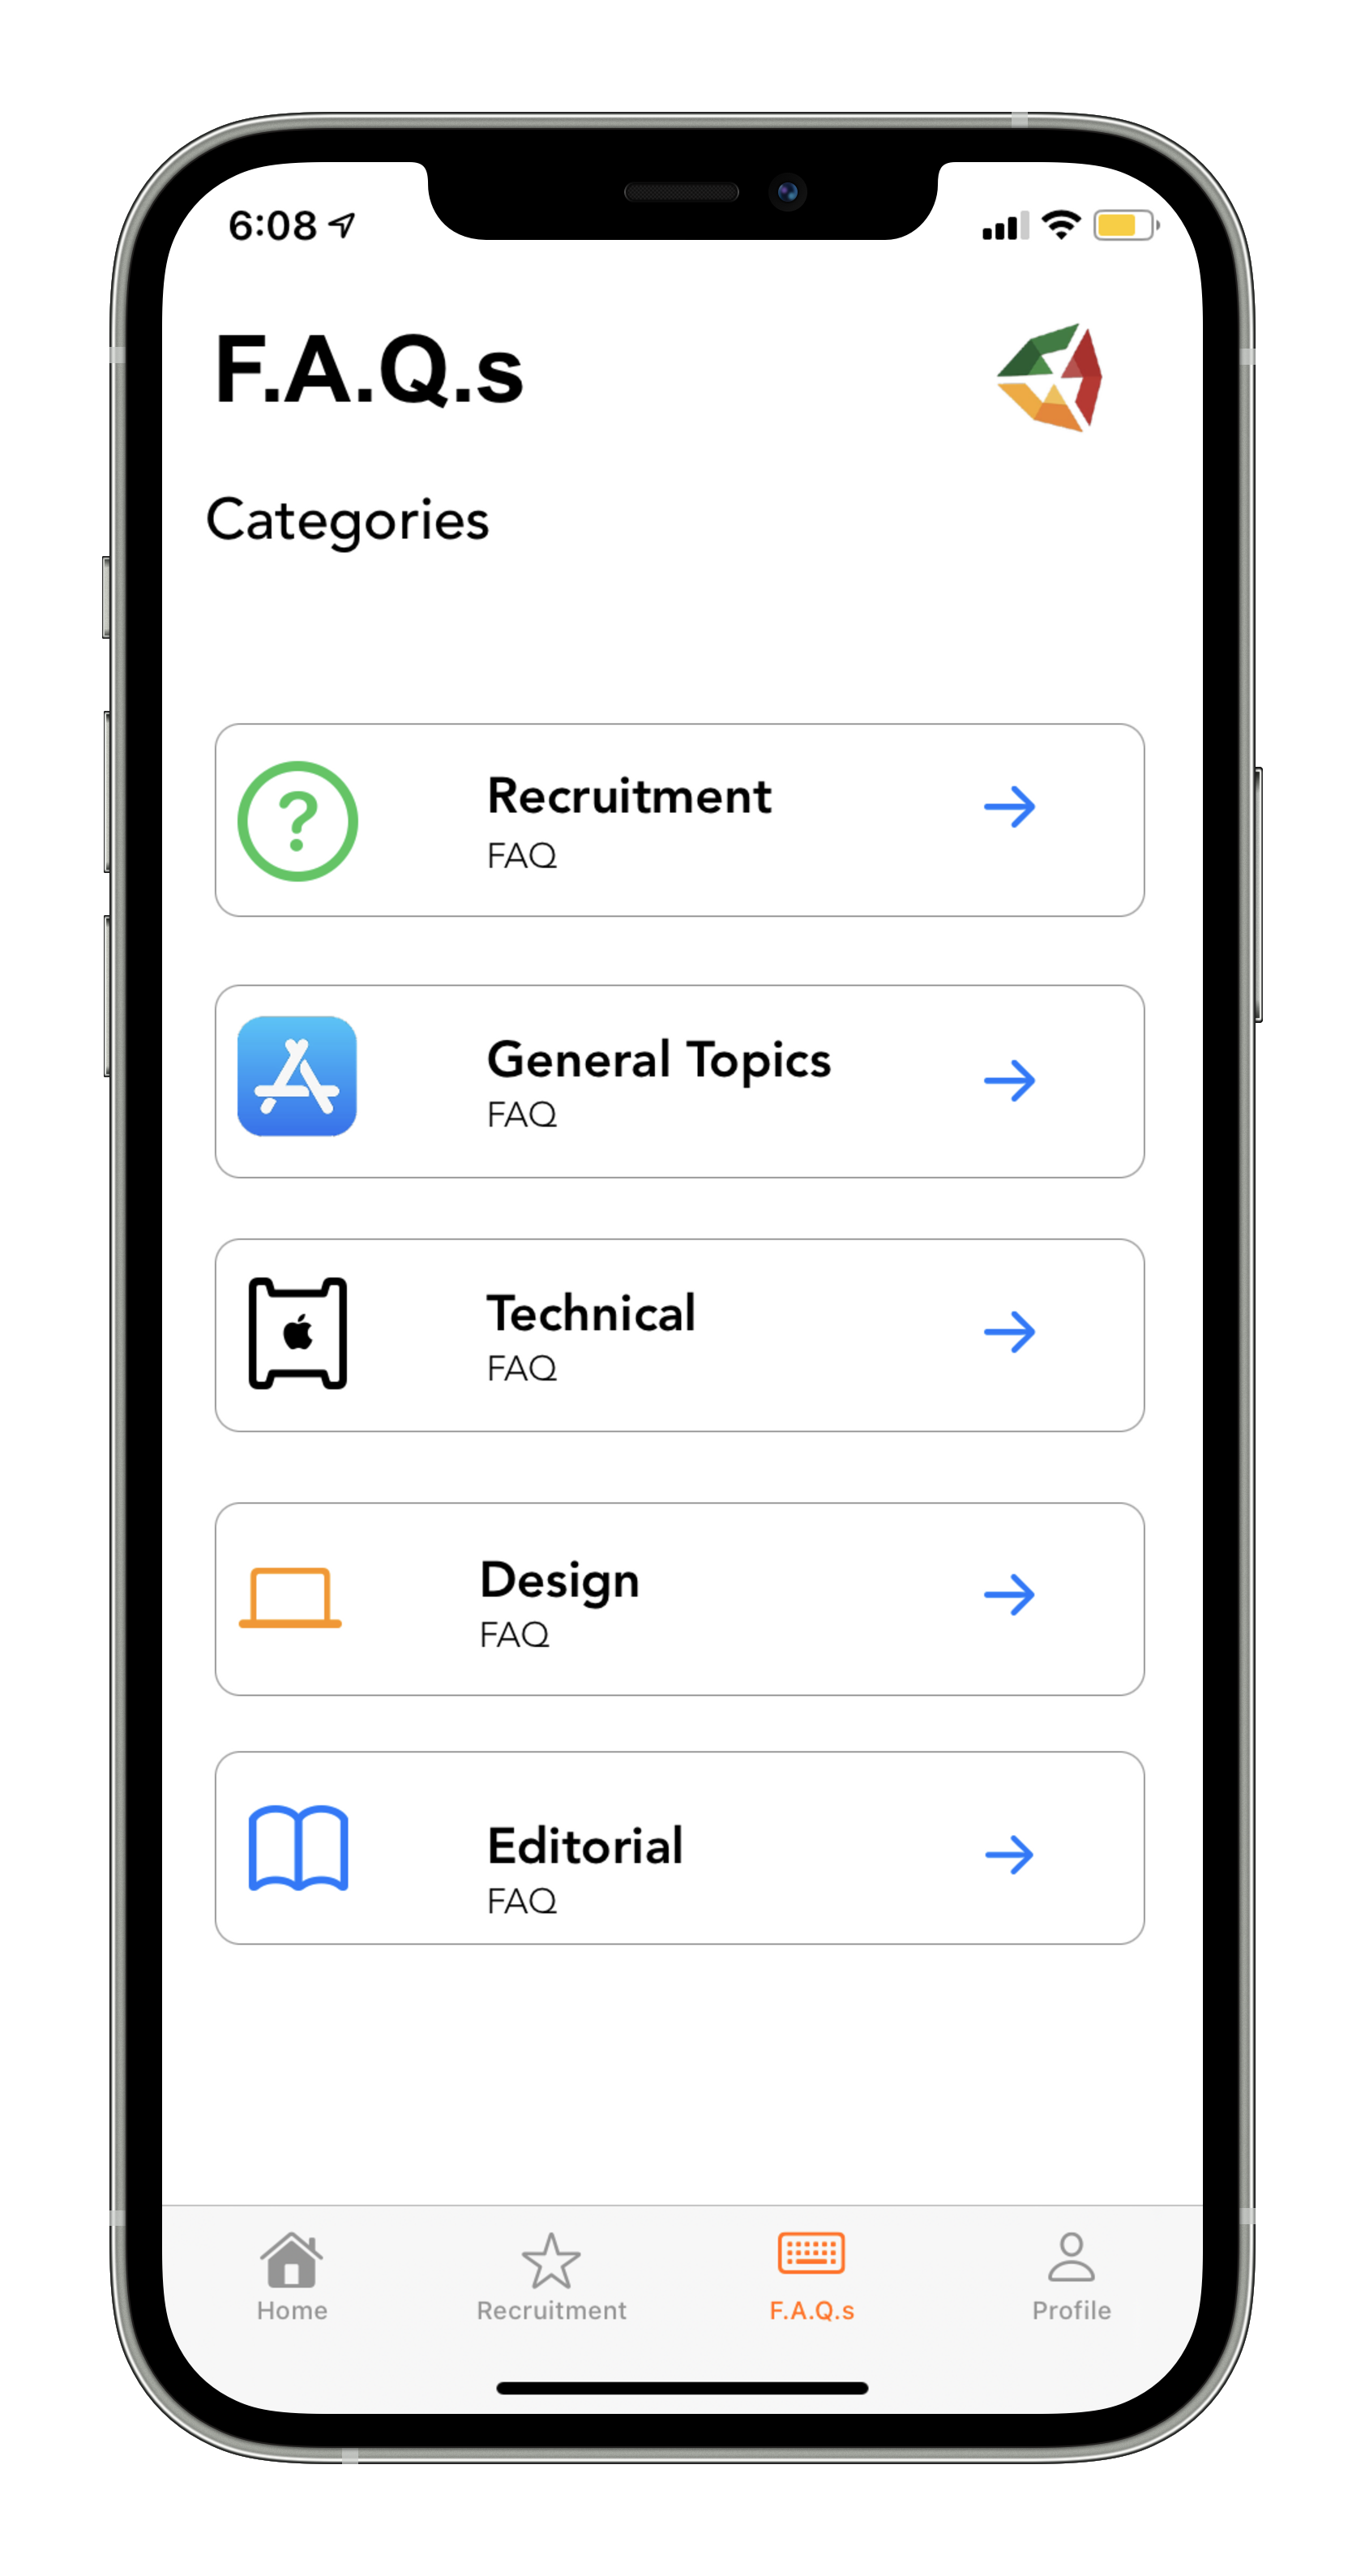 6:08
F.A.Q.s
Categories
Recruitment
FAQ
General Topics
FAQ
Technical
FAQ
Design
FAQ
Editorial
FAQ
Home Recruitment F.A.Q.s Profile